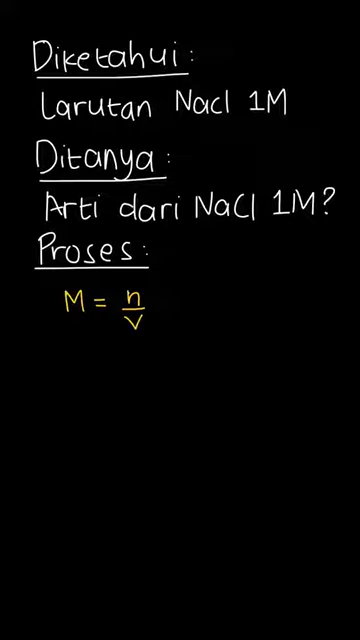 Diketahui:
Larutan Nacl 1M
Ditanya:
Arti dari NaCl 1M?
Proses:
M = n/v